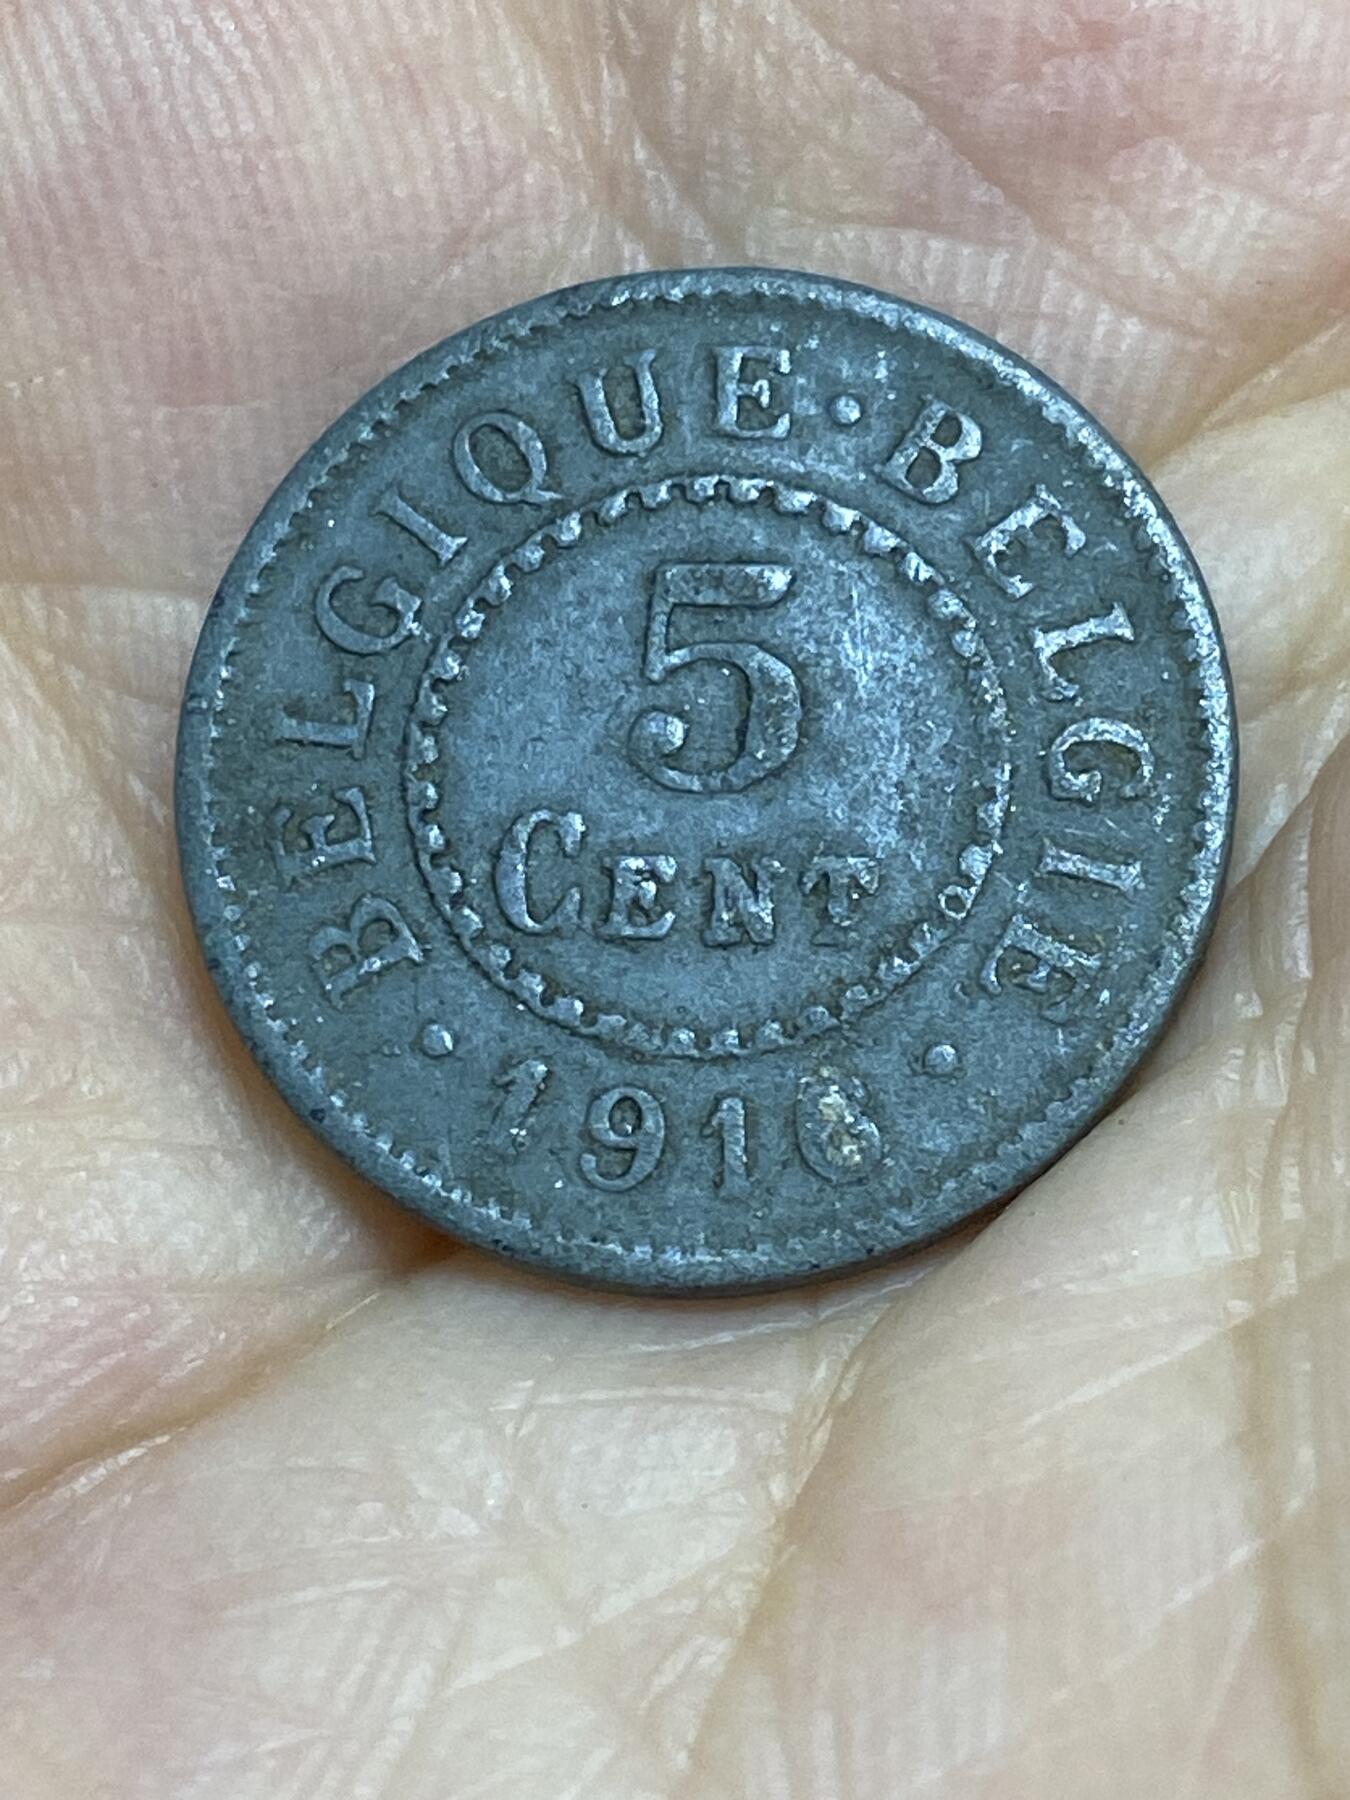 BELGIQUE · BELGIE
5
CENT
· 1916 ·